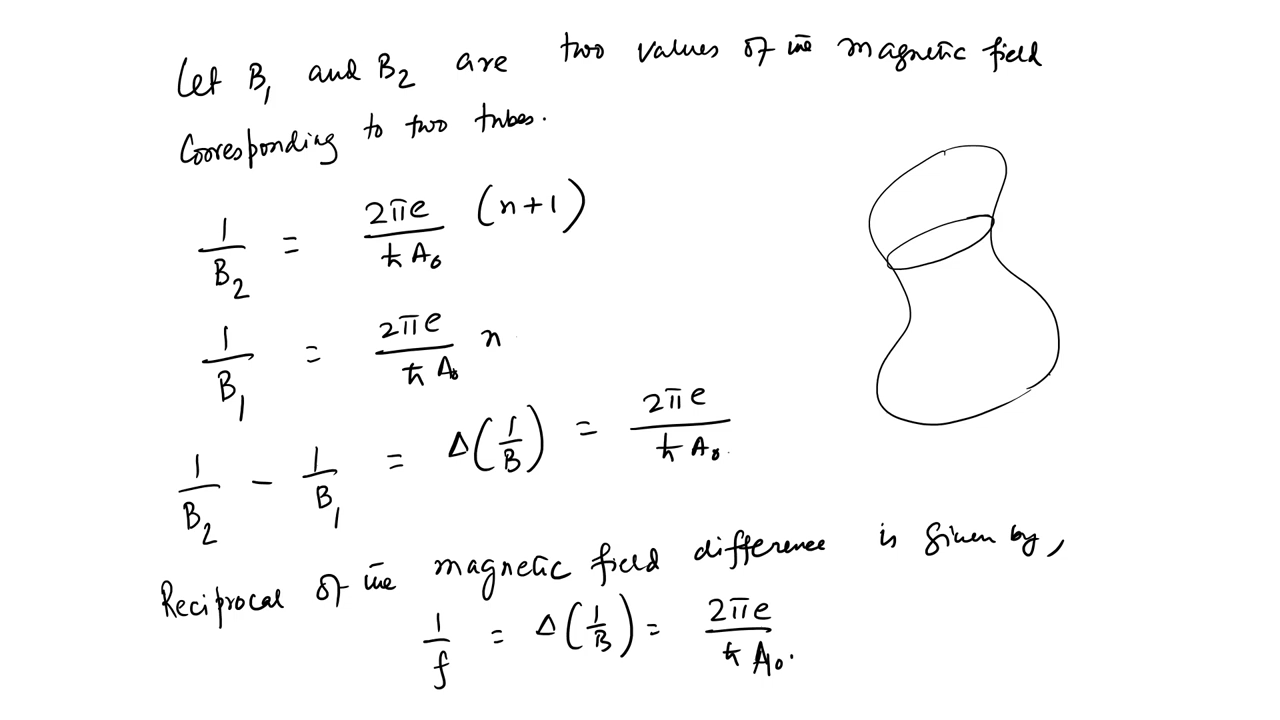 Let B₁ and B₂ are two values of the magnetic field
Corresponding to two tubes.
1/B₂ = 2πe/ħA₀ (n+1)
1/B₁ = 2πe/ħA₀ n
1/B₂ - 1/B₁ = Δ(1/B) = 2πe/ħA₀.
Reciprocal of the magnetic field difference is given by,
1/f = Δ(1/B) = 2πe/ħA₀.